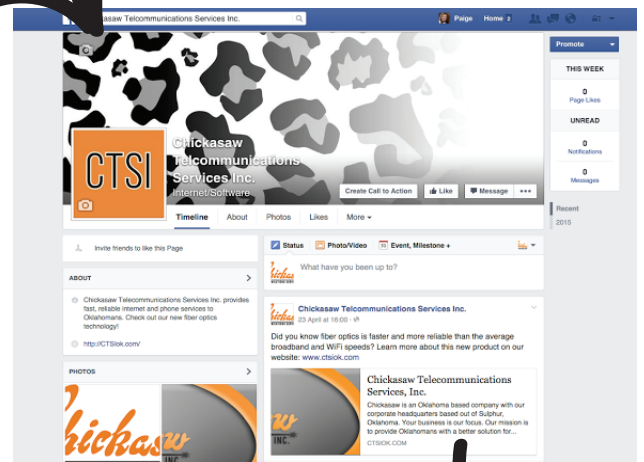 Chickasaw Telcommunications Services Inc.
Paige Home
Promote
THIS WEEK
0
Page Likes
UNREAD
0
Notifications
0
Messages
Recent
2015
CTSI
Chickasaw
Telcommunications
Services Inc.
Internet/Software
Create Call to Action
Like
Message
Timeline About Photos Likes More
Invite friends to like this Page
ABOUT
Chickasaw Telecommunications Services Inc. provides
fast, reliable internet and phone services to
Oklahomans. Check out our new fiber optics
technology!
http://CTSIok.com/
PHOTOS
hickasaw
INC.
Status Photo/Video Event, Milestone +
What have you been up to?
Chickasaw Telcommunications Services Inc.
23 April at 16:00
Did you know fiber optics is faster and more reliable than the average
broadband and WiFi speeds? Learn more about this new product on our
website: www.ctsiok.com
INC.
Chickasaw Telecommunications
Services, Inc.
Chickasaw is an Oklahoma based company with our
corporate headquarters based out of Sulphur,
Oklahoma. Your business is our focus. Our mission is
to provide Oklahomans with a better solution for...
CTSIOK.COM